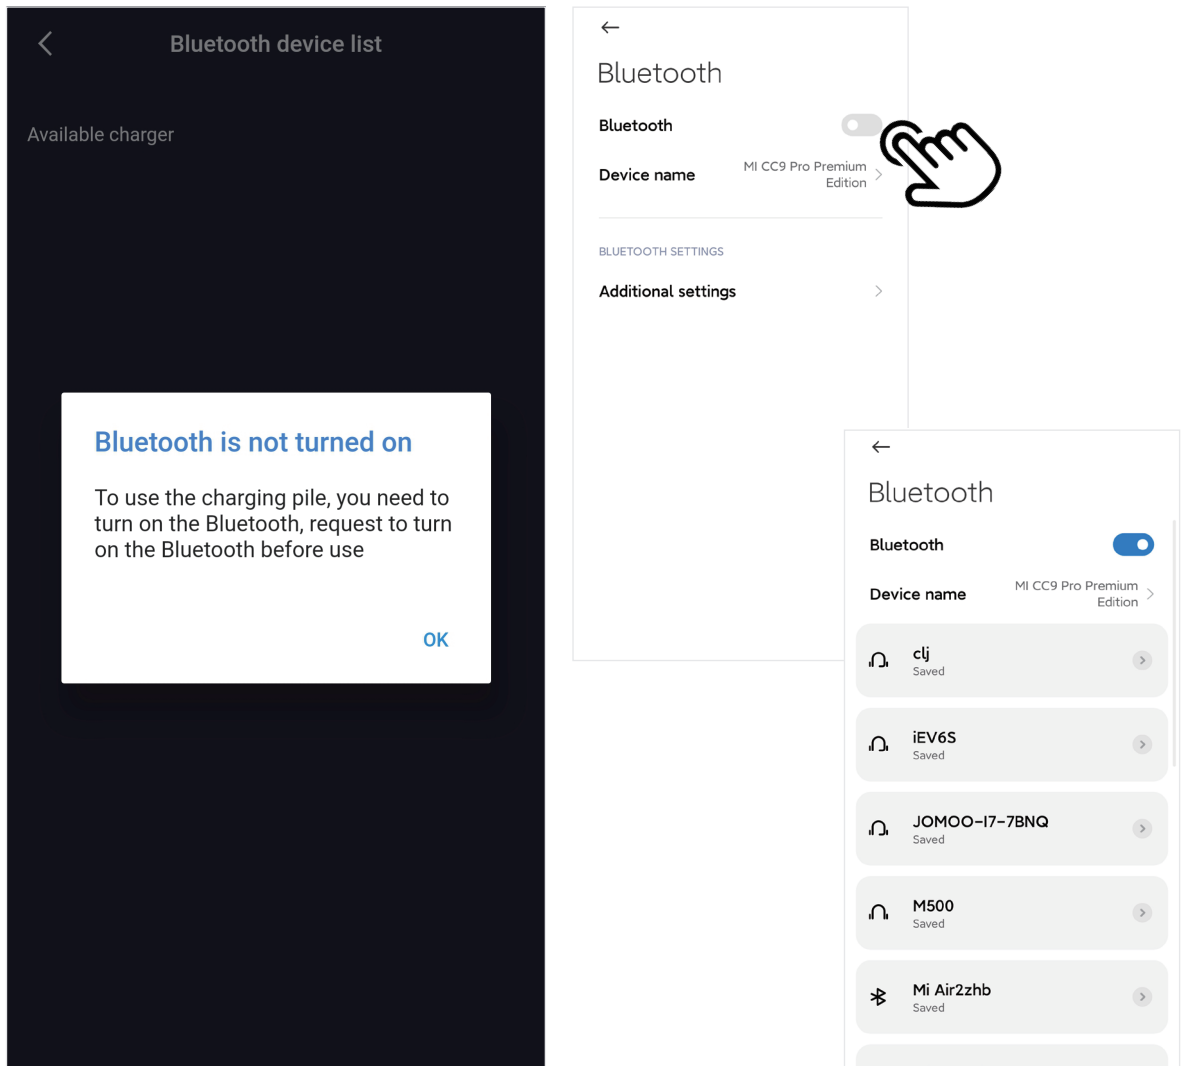 Bluetooth device list
Available charger
Bluetooth is not turned on
To use the charging pile, you need to
turn on the Bluetooth, request to turn
on the Bluetooth before use
OK
Bluetooth
Bluetooth
Device name
MI CC9 Pro Premium
Edition
BLUETOOTH SETTINGS
Additional settings
Bluetooth
Bluetooth
Device name
MI CC9 Pro Premium
Edition
clj
Saved
iEV6S
Saved
JOMOO-I7-7BNQ
Saved
M500
Saved
Mi Air2zhb
Saved